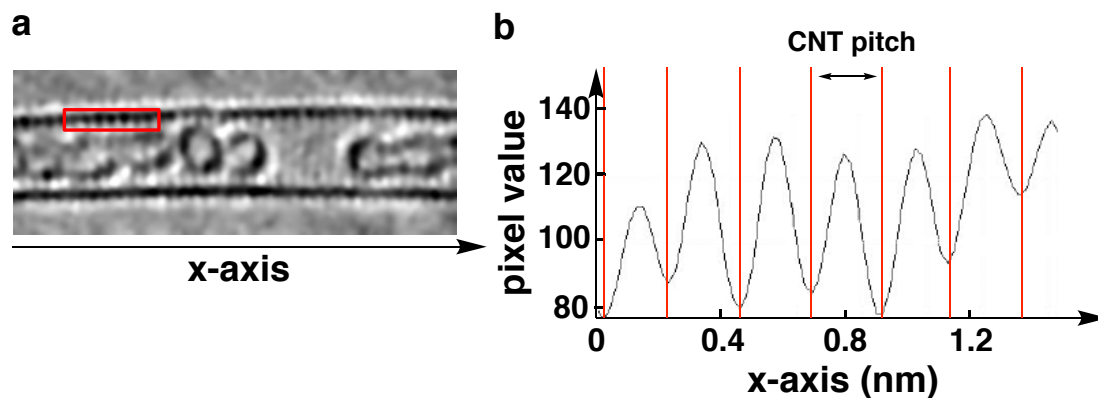 a
x-axis
b
CNT pitch
pixel value
140
120
100
80
0 0.4 0.8 1.2
x-axis (nm)